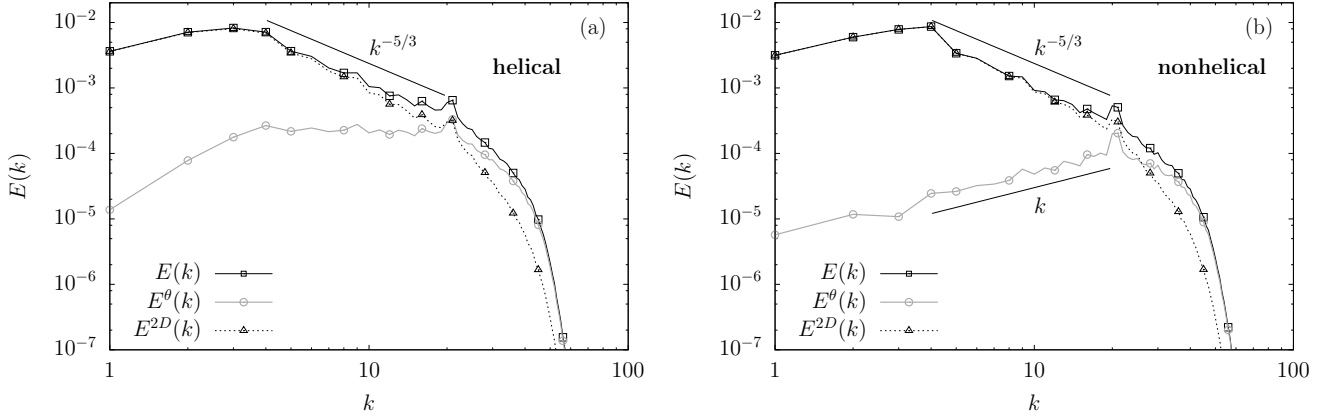 10^{-2}
10^{-3}
10^{-4}
10^{-5}
10^{-6}
10^{-7}
E(k)
k^{-5/3}
(a)
helical
E(k)
E^θ(k)
E^{2D}(k)
1
10
100
k
10^{-2}
10^{-3}
10^{-4}
10^{-5}
10^{-6}
10^{-7}
E(k)
k^{-5/3}
(b)
nonhelical
k
E(k)
E^θ(k)
E^{2D}(k)
1
10
100
k